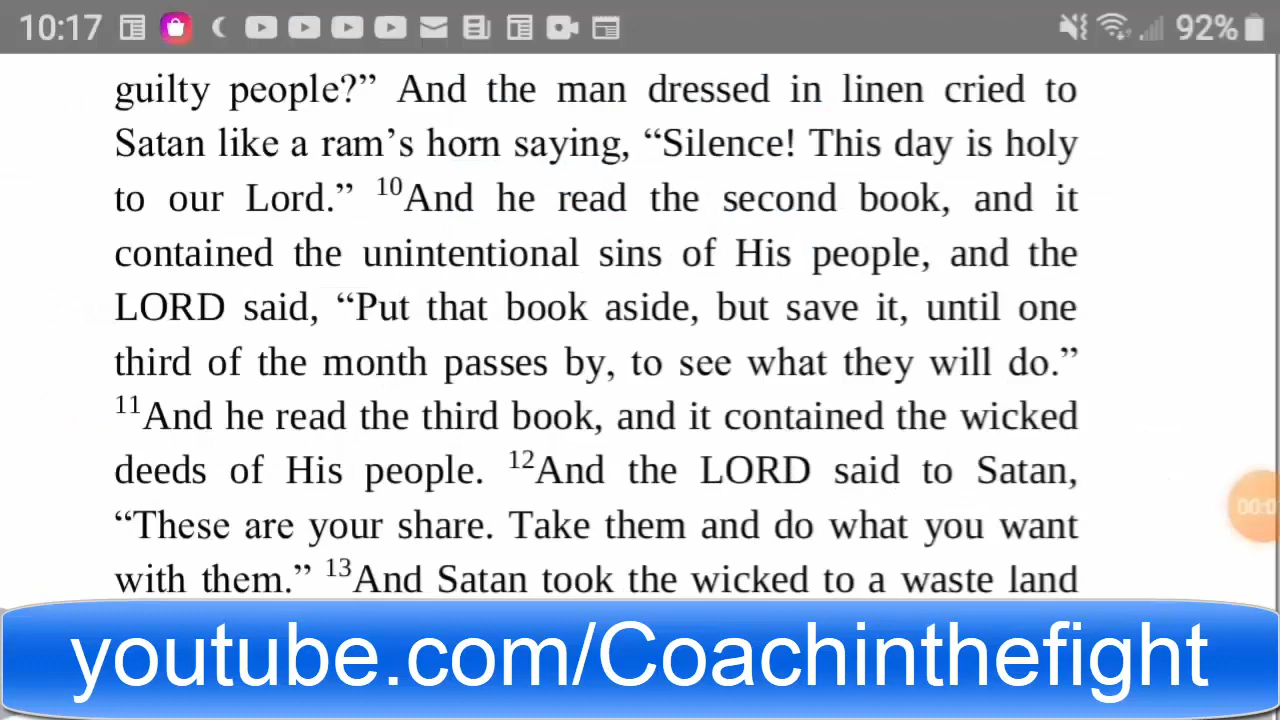 10:17 92%
guilty people?” And the man dressed in linen cried to
Satan like a ram’s horn saying, “Silence! This day is holy
to our Lord.” ¹⁰And he read the second book, and it
contained the unintentional sins of His people, and the
LORD said, “Put that book aside, but save it, until one
third of the month passes by, to see what they will do.”
¹¹And he read the third book, and it contained the wicked
deeds of His people. ¹²And the LORD said to Satan,
“These are your share. Take them and do what you want
with them.” ¹³And Satan took the wicked to a waste land
youtube.com/Coachinthefight